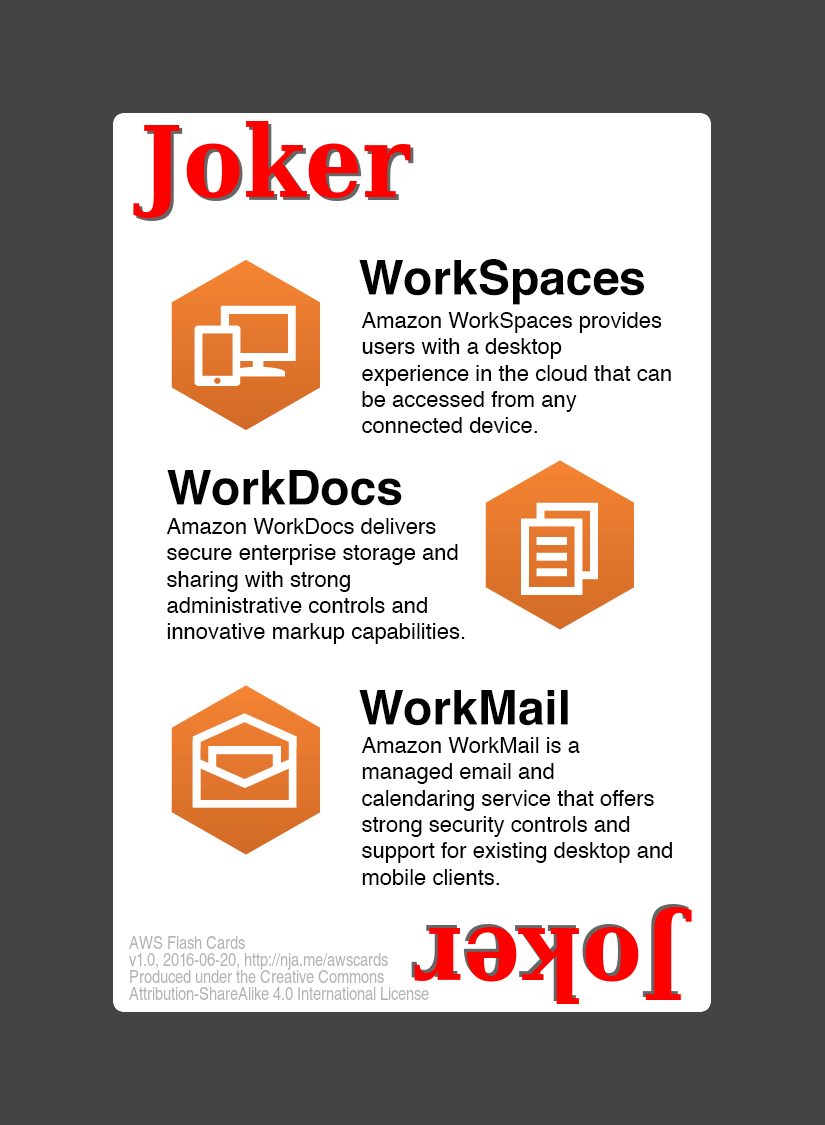 Joker
WorkSpaces
Amazon WorkSpaces provides
users with a desktop
experience in the cloud that can
be accessed from any
connected device.
WorkDocs
Amazon WorkDocs delivers
secure enterprise storage and
sharing with strong
administrative controls and
innovative markup capabilities.
WorkMail
Amazon WorkMail is a
managed email and
calendaring service that offers
strong security controls and
support for existing desktop and
mobile clients.
AWS Flash Cards
v1.0, 2016-06-20, http://nja.me/awscards
Produced under the Creative Commons
Attribution-ShareAlike 4.0 International License
Joker